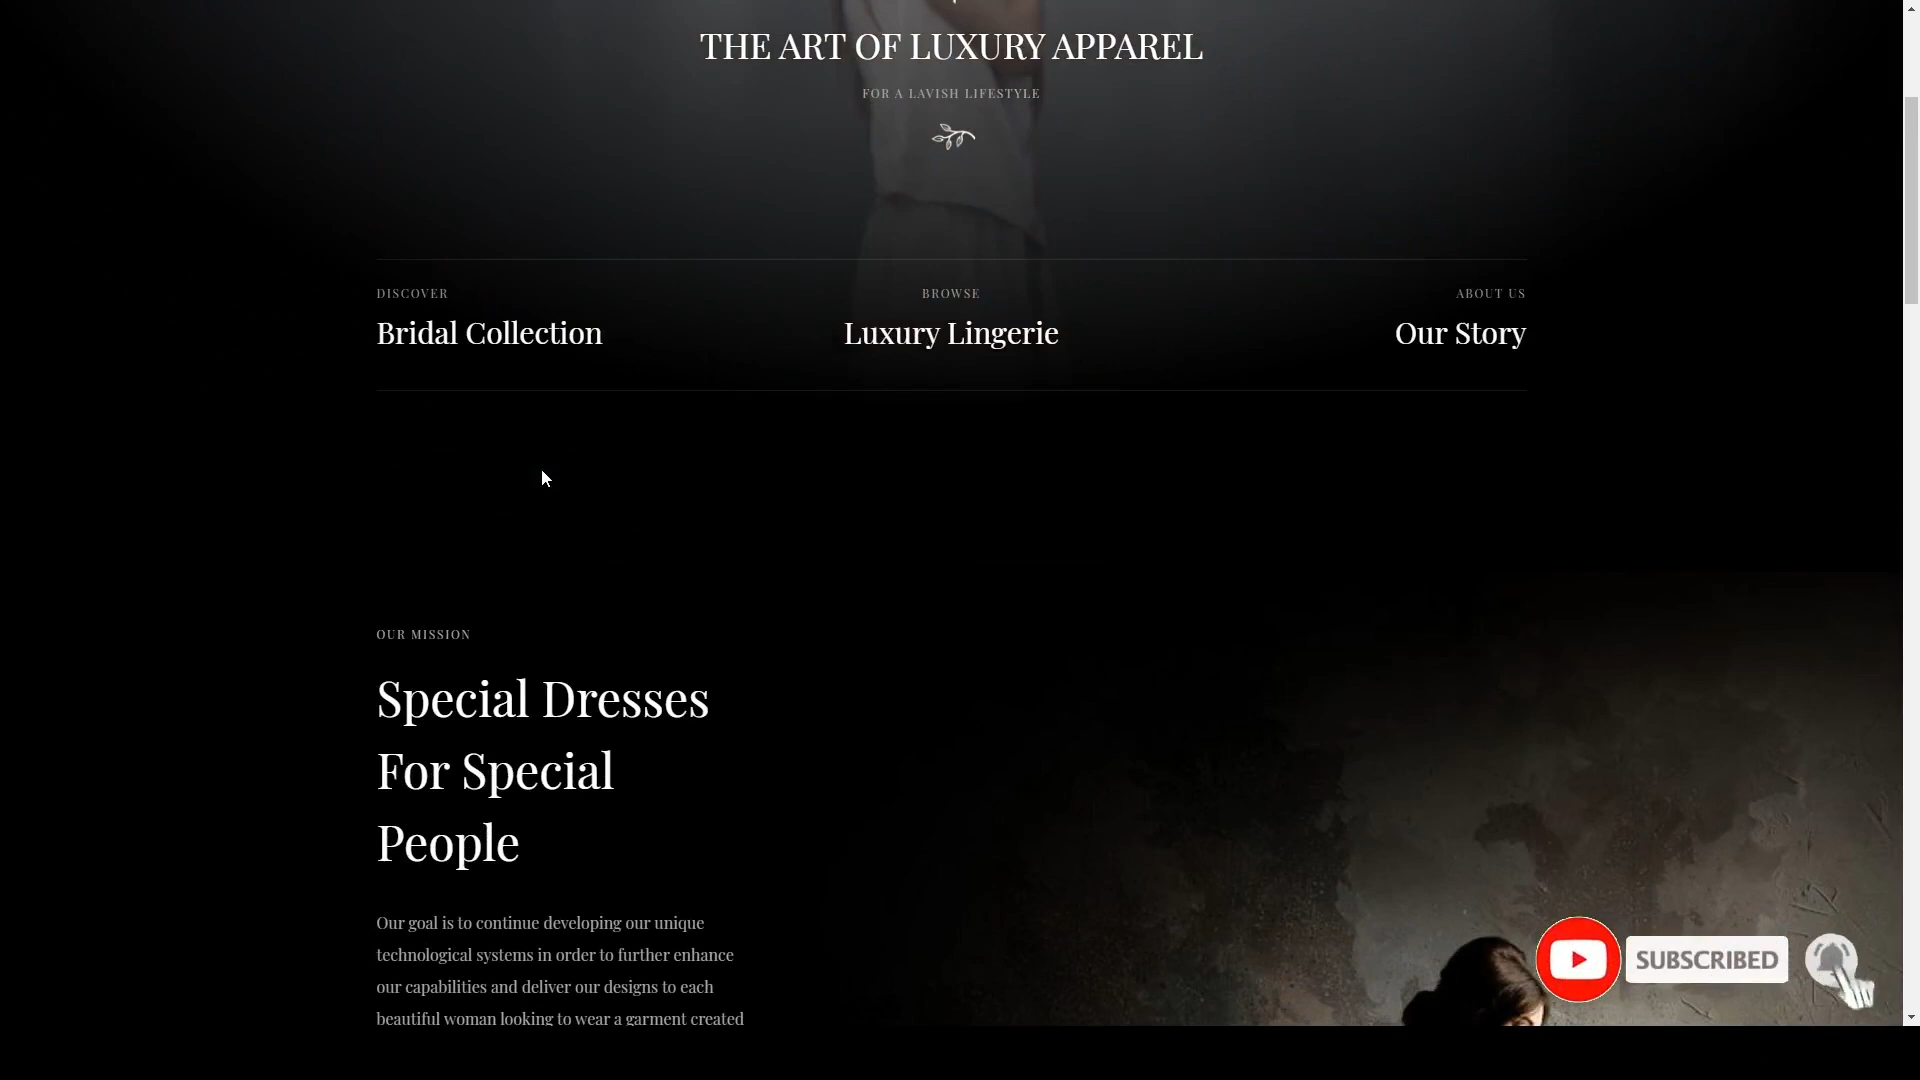 THE ART OF LUXURY APPAREL
FOR A LAVISH LIFESTYLE
DISCOVER
Bridal Collection
BROWSE
Luxury Lingerie
ABOUT US
Our Story
OUR MISSION
Special Dresses
For Special
People
Our goal is to continue developing our unique
technological systems in order to further enhance
our capabilities and deliver our designs to each
beautiful woman looking to wear a garment created
SUBSCRIBED